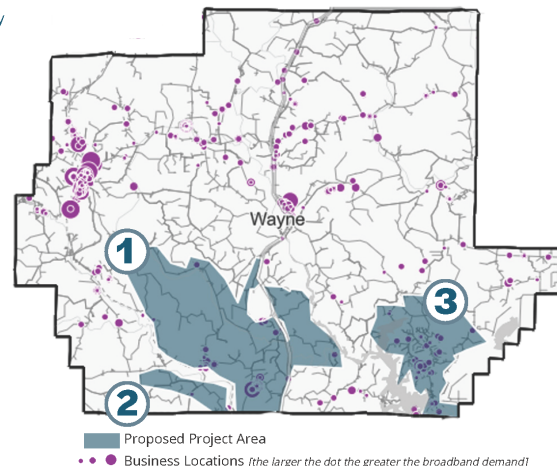 y
Wayne
1
3
2
Proposed Project Area
Business Locations [the larger the dot the greater the broadband demand]